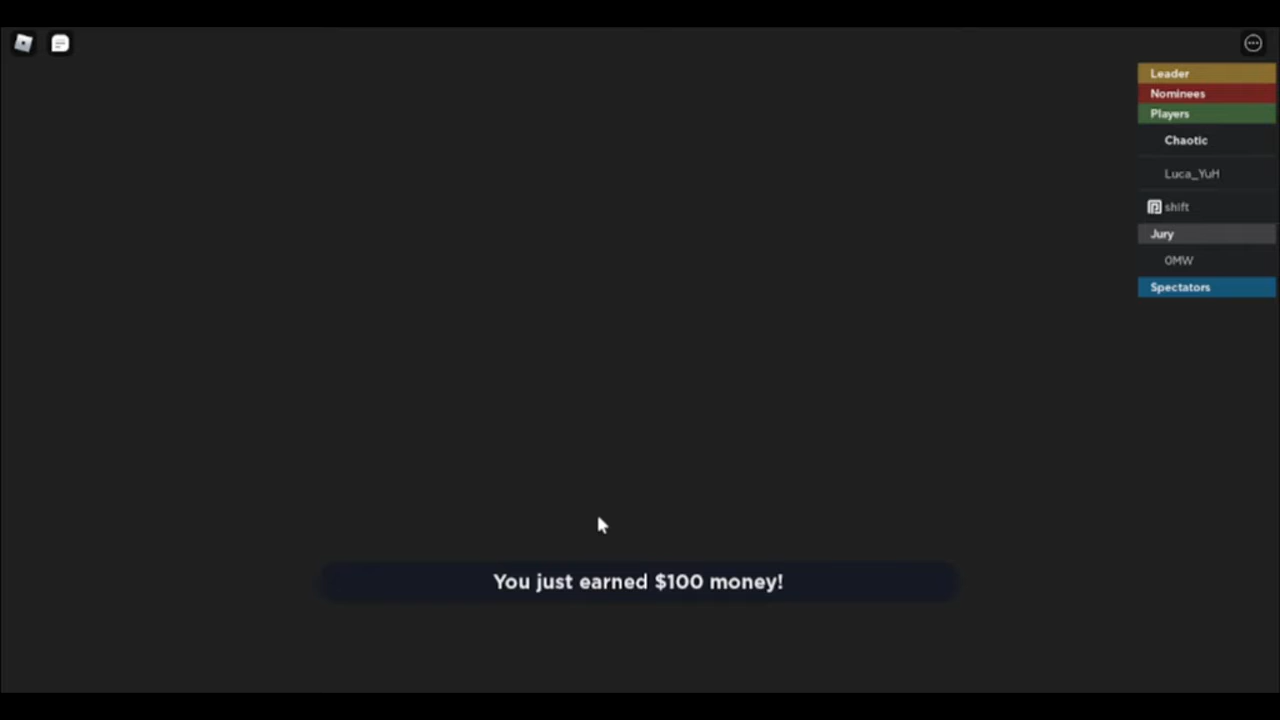 Leader
Nominees
Players
Chaotic
Luca_YuH
shift
Jury
OMW
Spectators
You just earned $100 money!